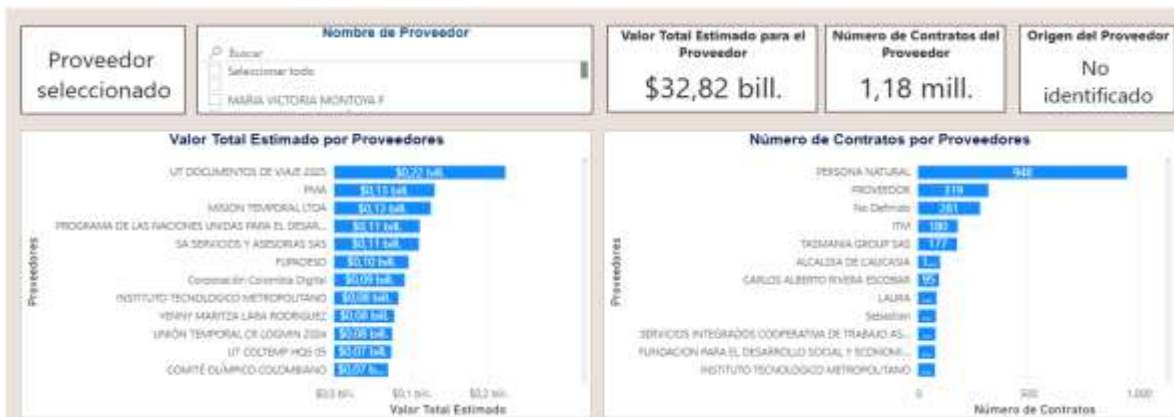 Proveedor
seleccionado
Nombre de Proveedor
Buscar
Seleccionar todo
MARIA VICTORIA MONTOYA F
Valor Total Estimado para el
Proveedor
$32,82 bill.
Número de Contratos del
Proveedor
1,18 mill.
Origen del Proveedor
No
identificado
Valor Total Estimado por Proveedores
Proveedores
UT DOCUMENTOS DE VIAJE 2025 $0,22 bill.
PMA $0,13 bill.
MISION TEMPORAL LTDA $0,13 bill.
PROGRAMA DE LAS NACIONES UNIDAS PARA EL DESAR... $0,11 bill.
SA SERVICIOS Y ASESORIAS SAS $0,11 bill.
FUPADESO $0,10 bill.
Corporación Colombia Digital $0,09 bill.
INSTITUTO TECNOLOGICO METROPOLITANO $0,08 bill.
YENNY MARITZA LARA RODRIGUEZ $0,08 bill.
UNIÓN TEMPORAL CR LOGMIN 2024 $0,08 bill.
UT COLTEMP HQ5 05 $0,07 bill.
COMITÉ OLÍMPICO COLOMBIANO $0,07 b...
$0,0 bill. $0,1 bill. $0,2 bill.
Valor Total Estimado
Número de Contratos por Proveedores
Proveedores
PERSONA NATURAL 948
PROVEEDOR 319
No Definido 281
ITM 180
TASMANIA GROUP SAS 177
ALCALDIA DE CAUCASIA 1...
CARLOS ALBERTO RIVERA ESCOBAR 95
LAURA ...
Sebastian ...
SERVICIOS INTEGRADOS COOPERATIVA DE TRABAJO AS... ...
FUNDACION PARA EL DESARROLLO SOCIAL Y ECONOMI... ...
INSTITUTO TECNOLOGICO METROPOLITANO ...
0 500 1.000
Número de Contratos